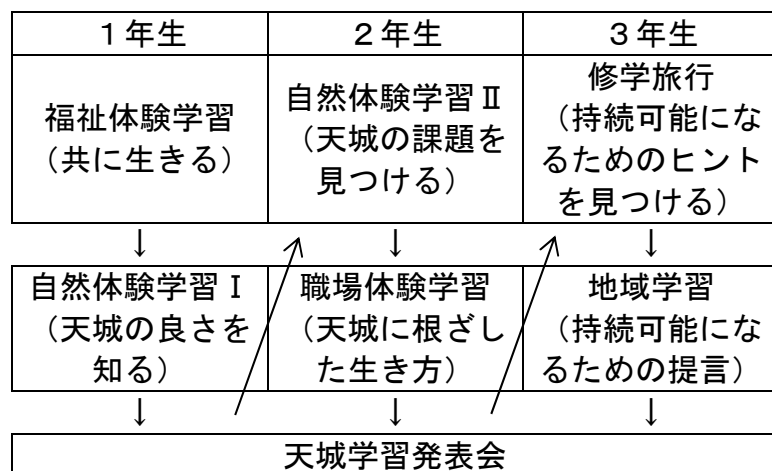 １年生
２年生
３年生
福祉体験学習
（共に生きる）
自然体験学習Ⅱ
（天城の課題を
見つける）
修学旅行
（持続可能にな
るためのヒント
を見つける）
↓
↓
↓
自然体験学習Ⅰ
（天城の良さを
知る）
職場体験学習
（天城に根ざし
た生き方）
地域学習
（持続可能にな
るための提言）
↓
↓
↓
天城学習発表会